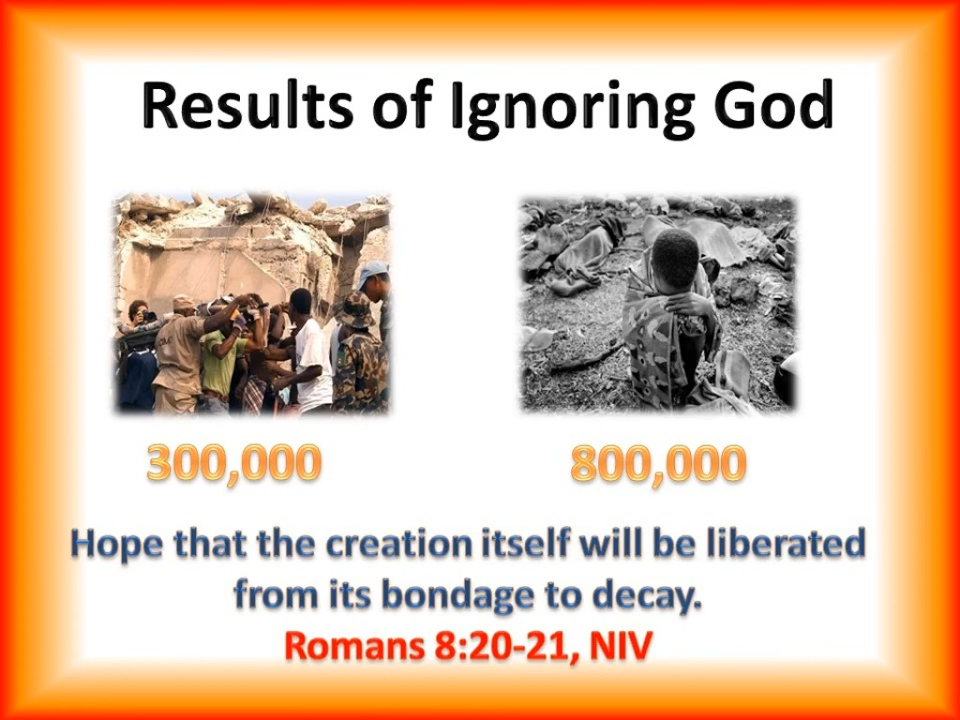 Results of Ignoring God
300,000 800,000
Hope that the creation itself will be liberated
from its bondage to decay.
Romans 8:20-21, NIV